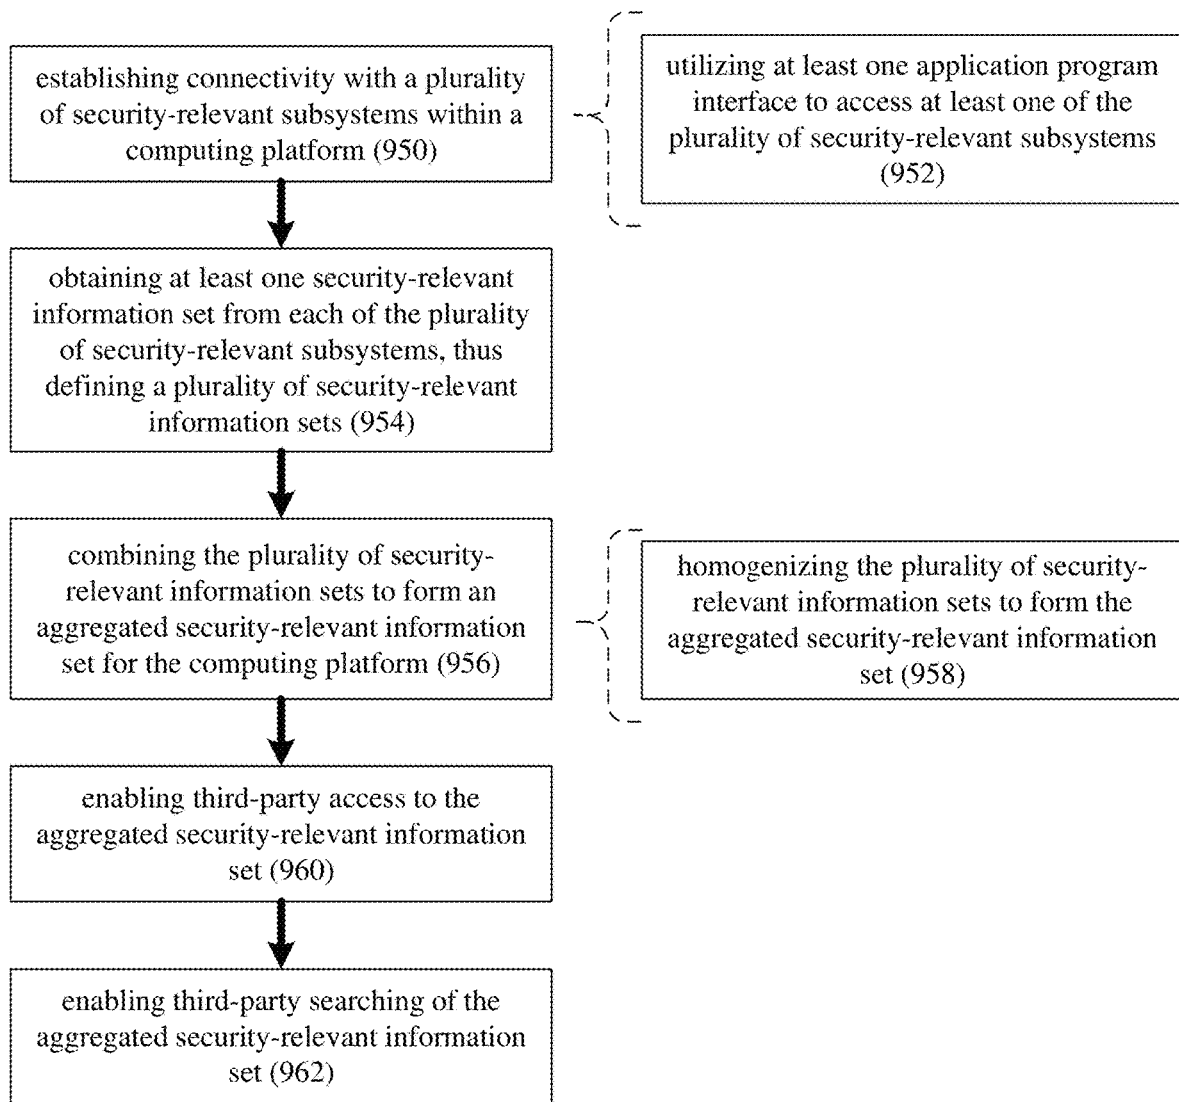 establishing connectivity with a plurality
of security-relevant subsystems within a
computing platform (950)
utilizing at least one application program
interface to access at least one of the
plurality of security-relevant subsystems
(952)
obtaining at least one security-relevant
information set from each of the plurality
of security-relevant subsystems, thus
defining a plurality of security-relevant
information sets (954)
combining the plurality of security-
relevant information sets to form an
aggregated security-relevant information
set for the computing platform (956)
homogenizing the plurality of security-
relevant information sets to form the
aggregated security-relevant information
set (958)
enabling third-party access to the
aggregated security-relevant information
set (960)
enabling third-party searching of the
aggregated security-relevant information
set (962)